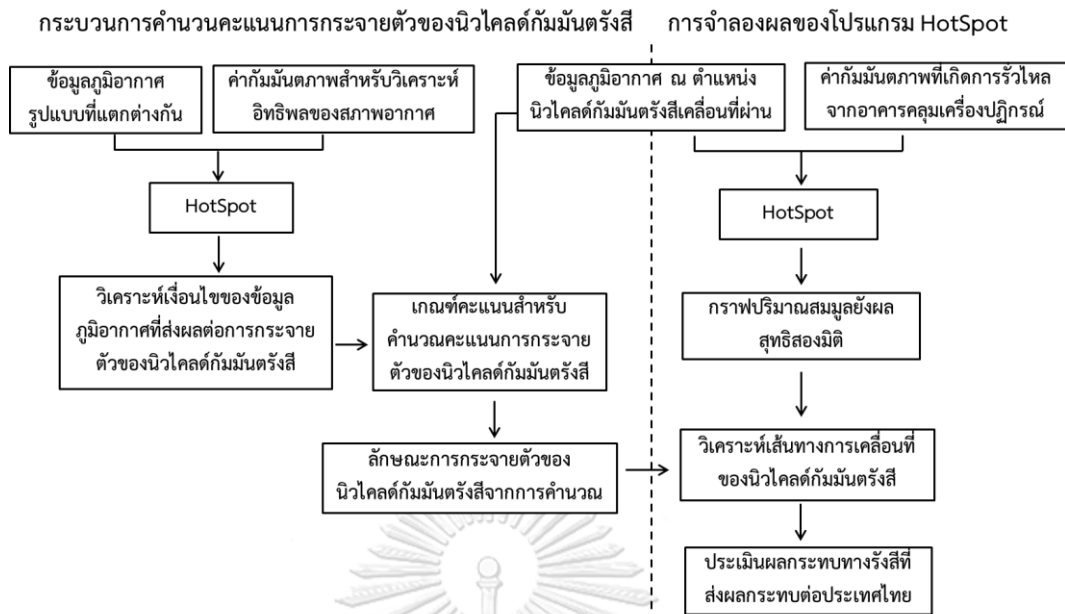 กระบวนการคำนวนคะแนนการกระจายตัวของนิวไคลด์กัมมันตรังสี
การจำลองผลของโปรแกรม HotSpot
ข้อมูลภูมิอากาศ
รูปแบบที่แตกต่างกัน
ค่ากัมมันตภาพสำหรับวิเคราะห์
อิทธิพลของสภาพอากาศ
ข้อมูลภูมิอากาศ ณ ตำแหน่ง
นิวไคลด์กัมมันตรังสีเคลื่อนที่ผ่าน
ค่ากัมมันตภาพที่เกิดการรั่วไหล
จากอาคารคลุมเครื่องปฏิกรณ์
HotSpot
HotSpot
วิเคราะห์เงื่อนไขของข้อมูล
ภูมิอากาศที่ส่งผลต่อการกระจาย
ตัวของนิวไคลด์กัมมันตรังสี
เกณฑ์คะแนนสำหรับ
คำนวณคะแนนการกระจาย
ตัวของนิวไคลด์กัมมันตรังสี
กราฟปริมาณสมมูลยังผล
สุทธิสองมิติ
ลักษณะการกระจายตัวของ
นิวไคลด์กัมมันตรังสีจากการคำนวณ
วิเคราะห์เส้นทางการเคลื่อนที่
ของนิวไคลด์กัมมันตรังสี
ประเมินผลกระทบทางรังสีที่
ส่งผลกระทบต่อประเทศไทย